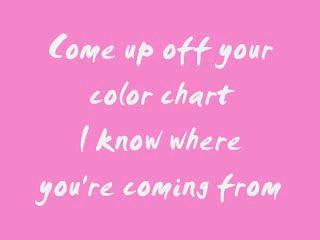 Come up off your
color chart
I know where
you're coming from